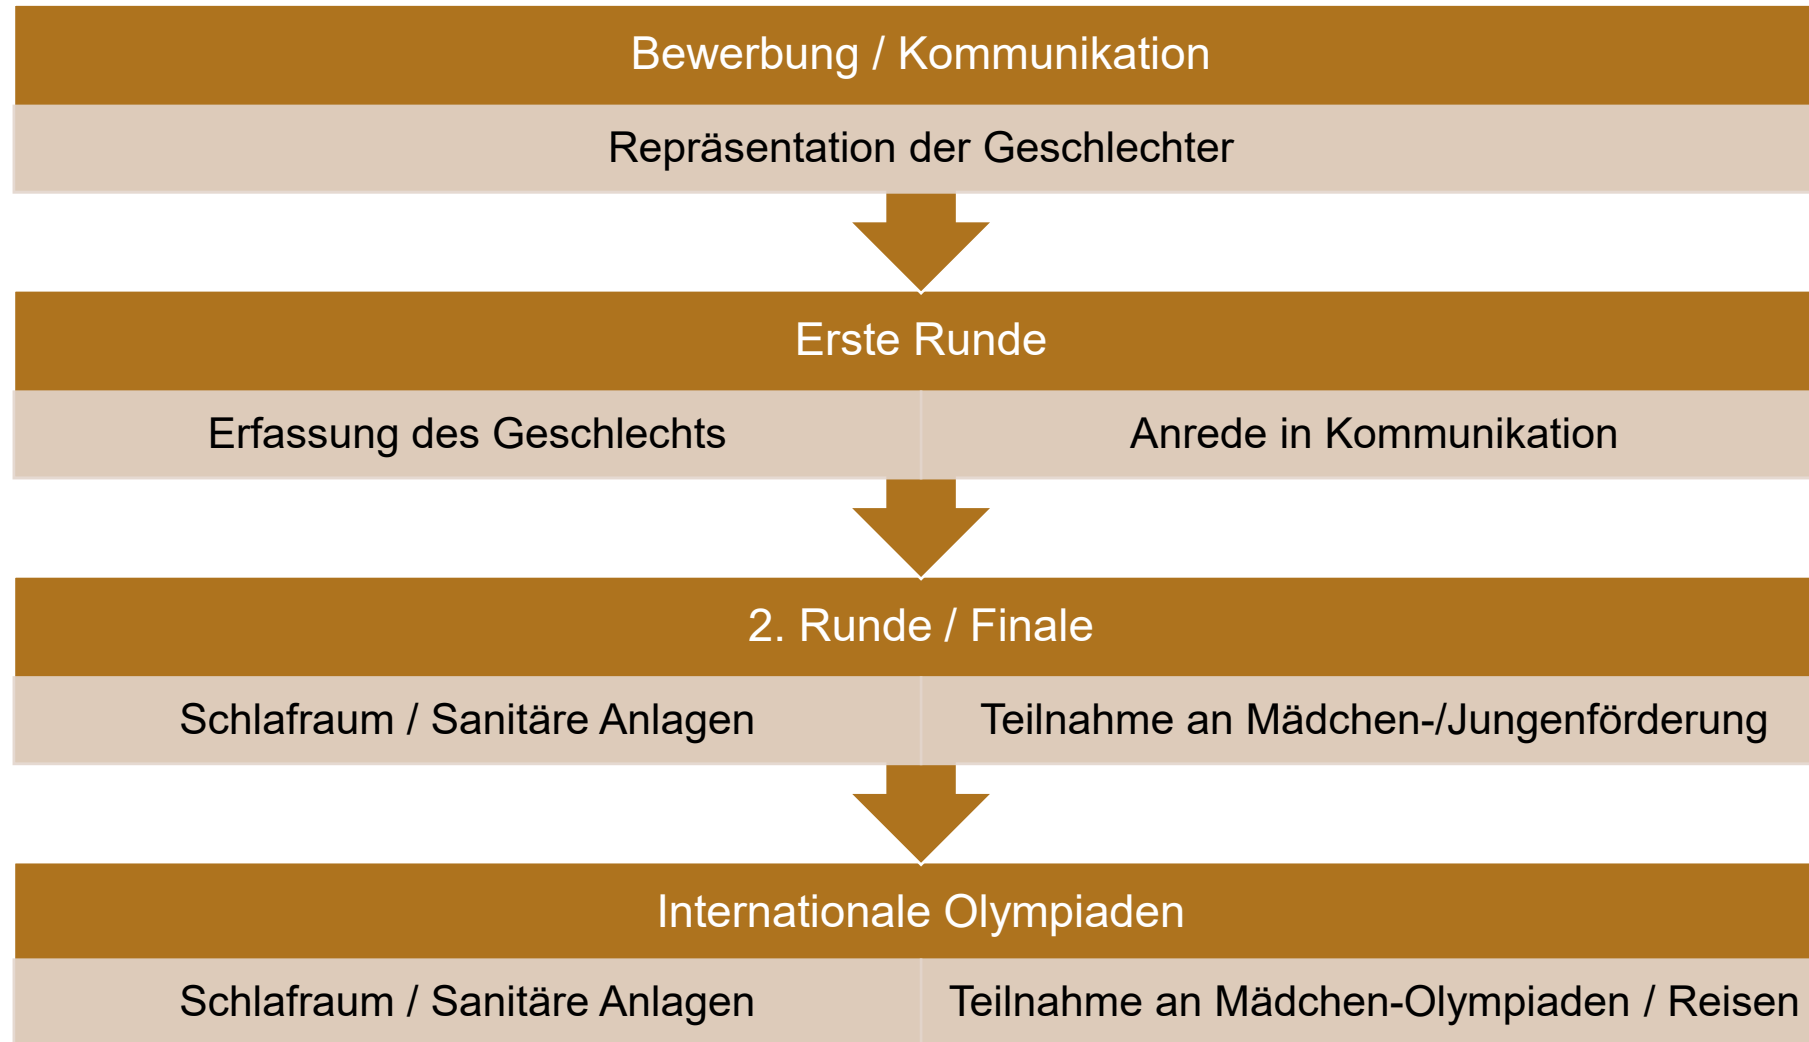 Bewerbung / Kommunikation
Repräsentation der Geschlechter
Erste Runde
Erfassung des Geschlechts
Anrede in Kommunikation
2. Runde / Finale
Schlafraum / Sanitäre Anlagen
Teilnahme an Mädchen-/Jungenförderung
Internationale Olympiaden
Schlafraum / Sanitäre Anlagen
Teilnahme an Mädchen-Olympiaden / Reisen